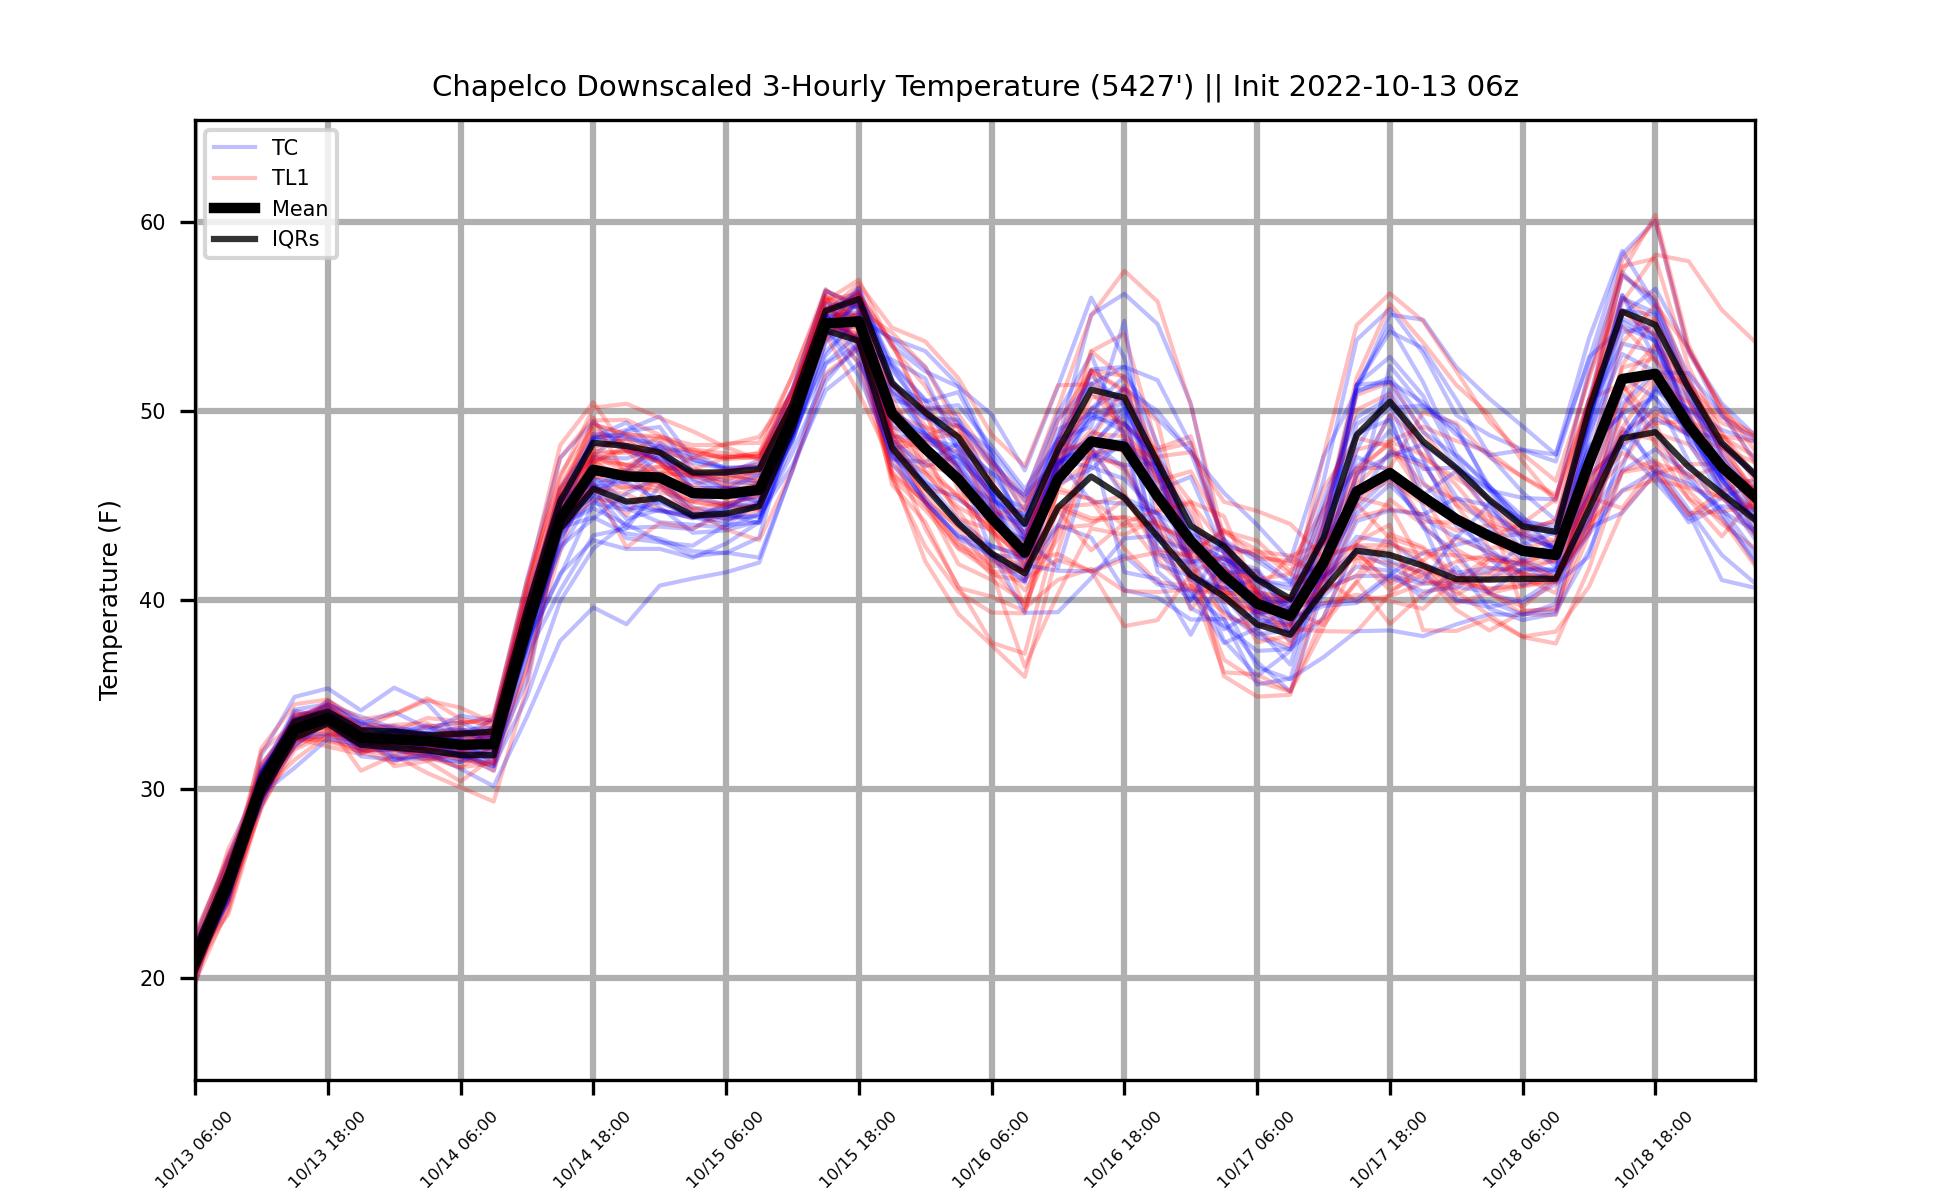 Chapelco Downscaled 3-Hourly Temperature (5427') || Init 2022-10-13 06z
TC
TL1
Mean
IQRs
Temperature (F)
60
50
40
30
20
10/13 06:00
10/13 18:00
10/14 06:00
10/14 18:00
10/15 06:00
10/15 18:00
10/16 06:00
10/16 18:00
10/17 06:00
10/17 18:00
10/18 06:00
10/18 18:00